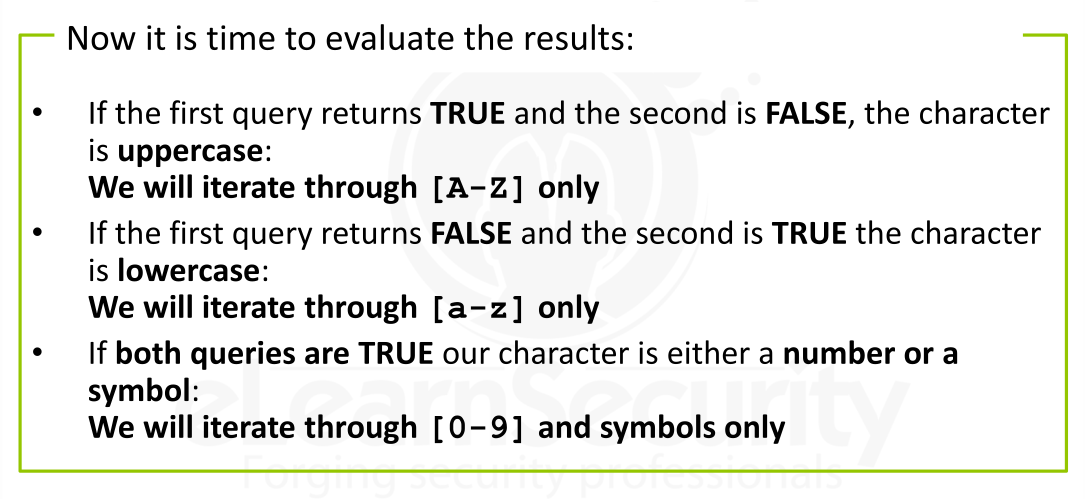 Now it is time to evaluate the results:
• If the first query returns TRUE and the second is FALSE, the character
is uppercase:
We will iterate through [A-Z] only
• If the first query returns FALSE and the second is TRUE the character
is lowercase:
We will iterate through [a-z] only
• If both queries are TRUE our character is either a number or a
symbol:
We will iterate through [0-9] and symbols only
eLearnSecurity
Forging security professionals